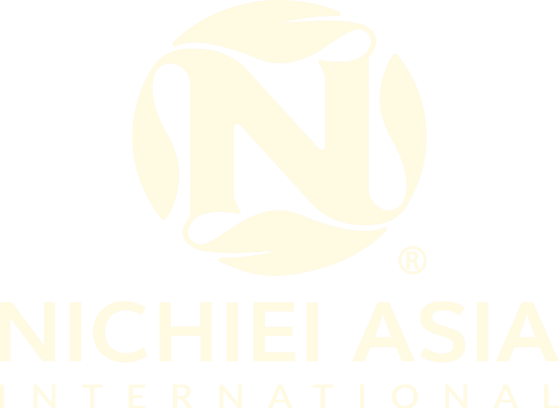 N
®
NICHIEI ASIA
INTERNATIONAL